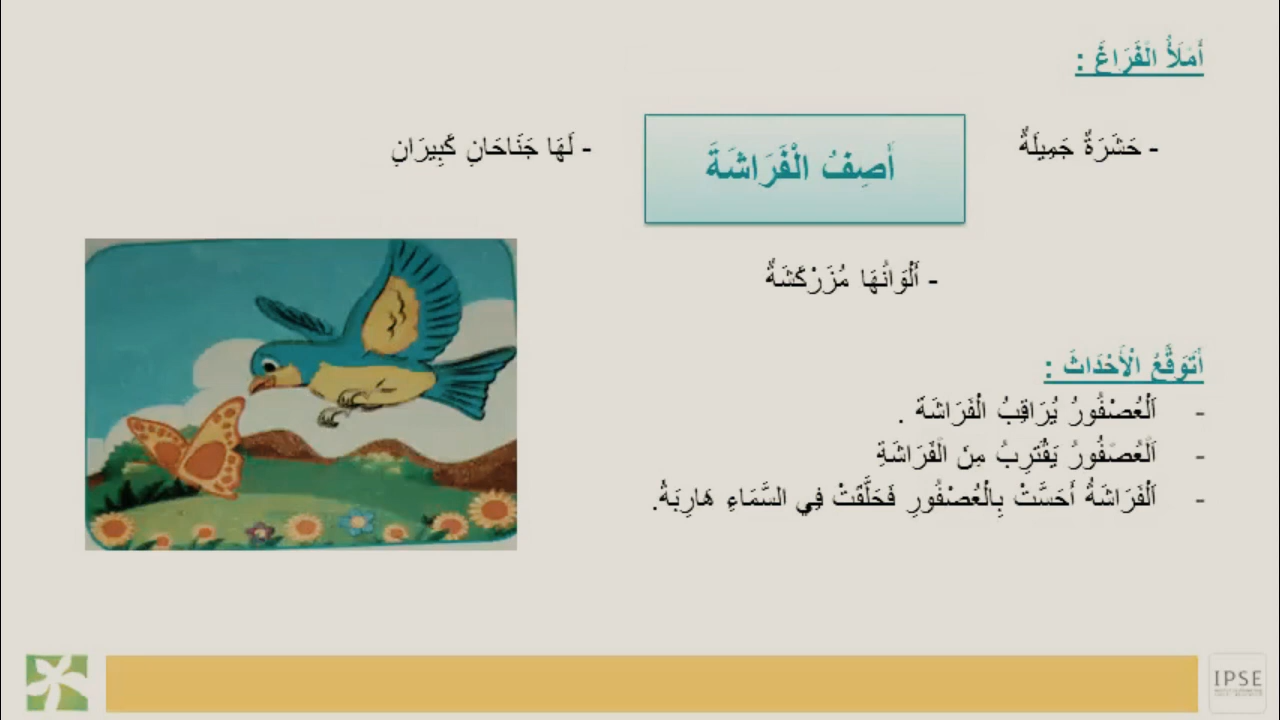 أَمْلَأُ الْفَرَاغَ :
- حَشَرَةٌ جَمِيلَةٌ
أَصِفُ الْفَرَاشَةَ
- لَهَا جَنَاحَانِ كَبِيرَانِ
- أَلْوَانُهَا مُزَرْكَشَةٌ
أَتَوَقَّعُ الْأَحْدَاثَ :
- اَلْعُصْفُورُ يُرَاقِبُ الْفَرَاشَةَ .
- اَلْعُصْفُورُ يَقْتَرِبُ مِنَ الْفَرَاشَةِ
- اَلْفَرَاشَةُ أَحَسَّتْ بِالْعُصْفُورِ فَحَلَّقَتْ فِي السَّمَاءِ هَارِبَةُ.
IPSE